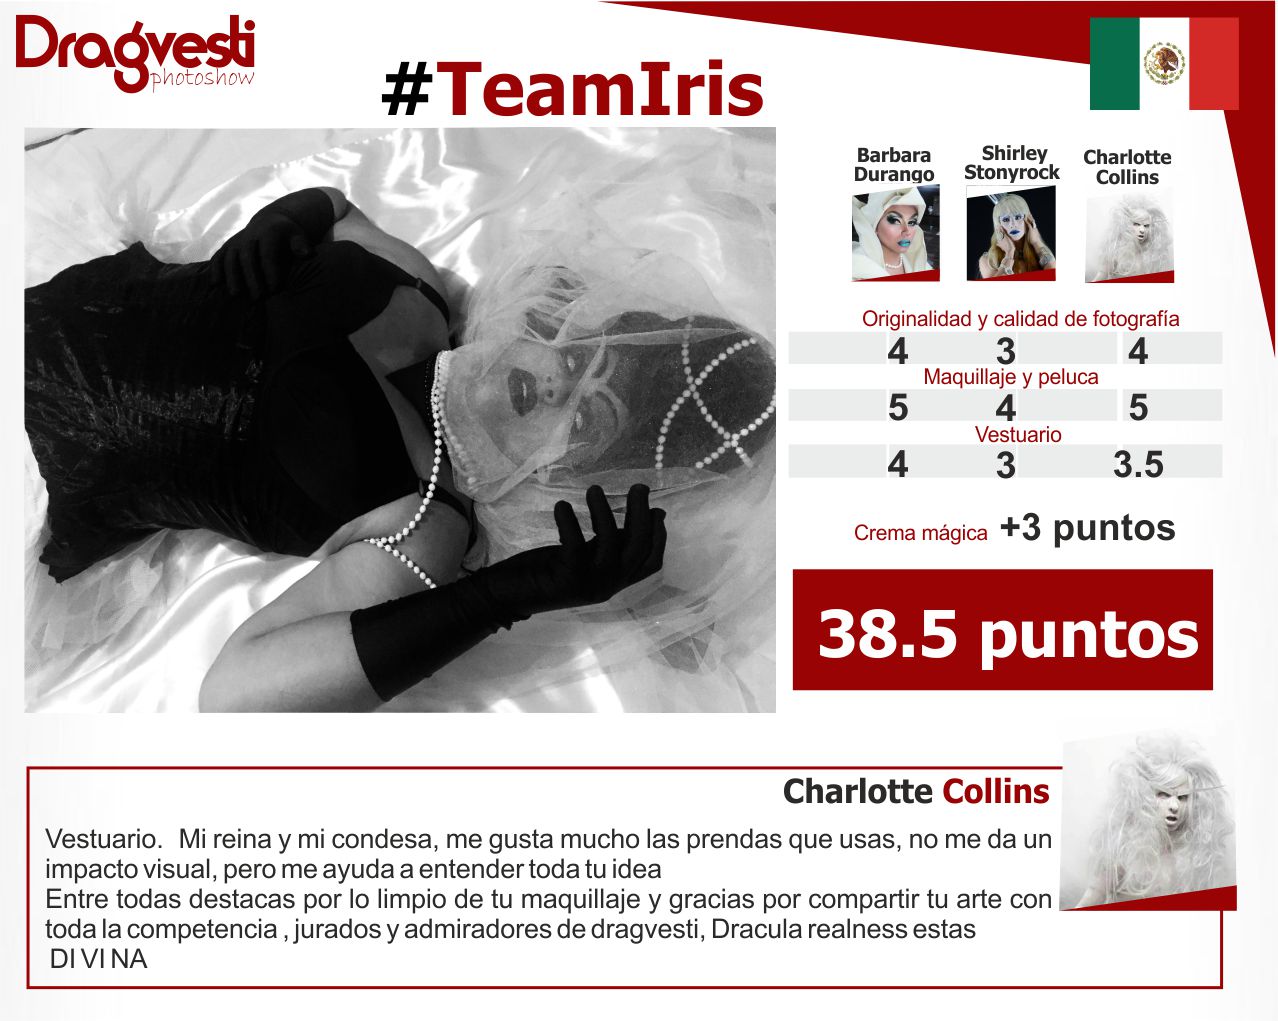 Dragvesti
photoshow
#TeamIris
Barbara
Durango
Shirley
Stonyrock
Charlotte
Collins
Originalidad y calidad de fotografía
4 3 4
Maquillaje y peluca
5 4 5
Vestuario
4 3 3.5
Crema mágica +3 puntos
38.5 puntos
Charlotte Collins
Vestuario. Mi reina y mi condesa, me gusta mucho las prendas que usas, no me da un
impacto visual, pero me ayuda a entender toda tu idea
Entre todas destacas por lo limpio de tu maquillaje y gracias por compartir tu arte con
toda la competencia , jurados y admiradores de dragvesti, Dracula realness estas
DI VI NA